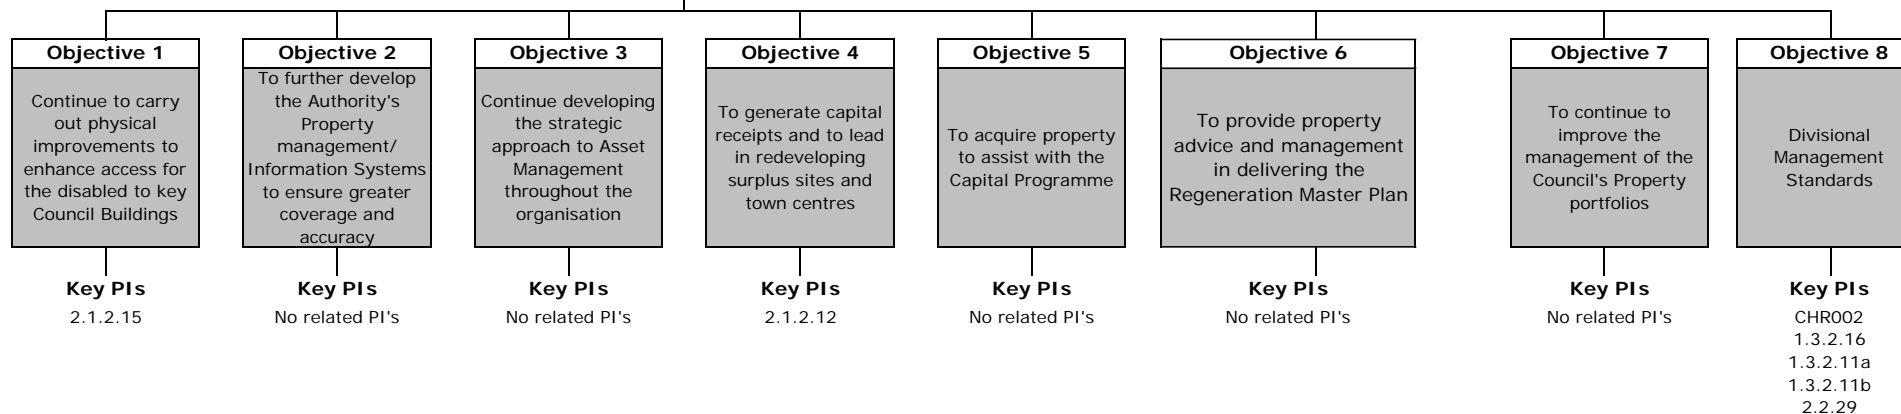 Objective 1
Continue to carry
out physical
improvements to
enhance access for
the disabled to key
Council Buildings
Key PIs
2.1.2.15
Objective 2
To further develop
the Authority's
Property
management/
Information Systems
to ensure greater
coverage and
accuracy
Key PIs
No related PI's
Objective 3
Continue developing
the strategic
approach to Asset
Management
throughout the
organisation
Key PIs
No related PI's
Objective 4
To generate capital
receipts and to lead
in redeveloping
surplus sites and
town centres
Key PIs
2.1.2.12
Objective 5
To acquire property
to assist with the
Capital Programme
Key PIs
No related PI's
Objective 6
To provide property
advice and management
in delivering the
Regeneration Master Plan
Key PIs
No related PI's
Objective 7
To continue to
improve the
management of the
Council's Property
portfolios
Key PIs
No related PI's
Objective 8
Divisional
Management
Standards
Key PIs
CHR002
1.3.2.16
1.3.2.11a
1.3.2.11b
2.2.29